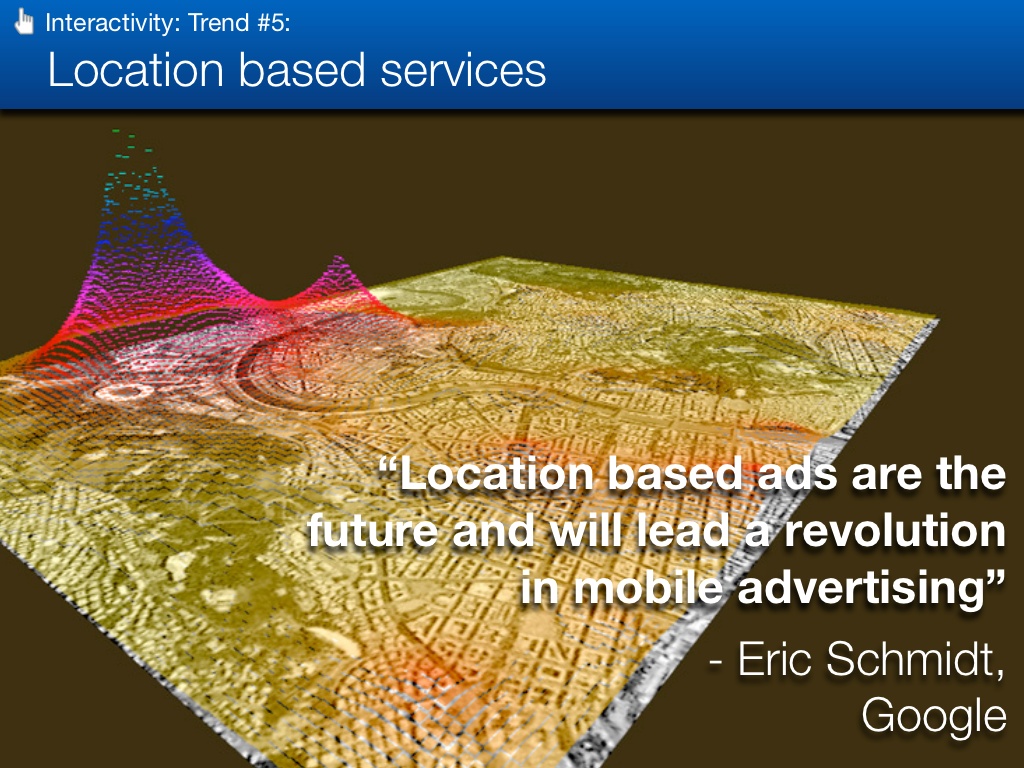 Interactivity: Trend #5:
Location based services
“Location based ads are the
future and will lead a revolution
in mobile advertising”
- Eric Schmidt,
Google